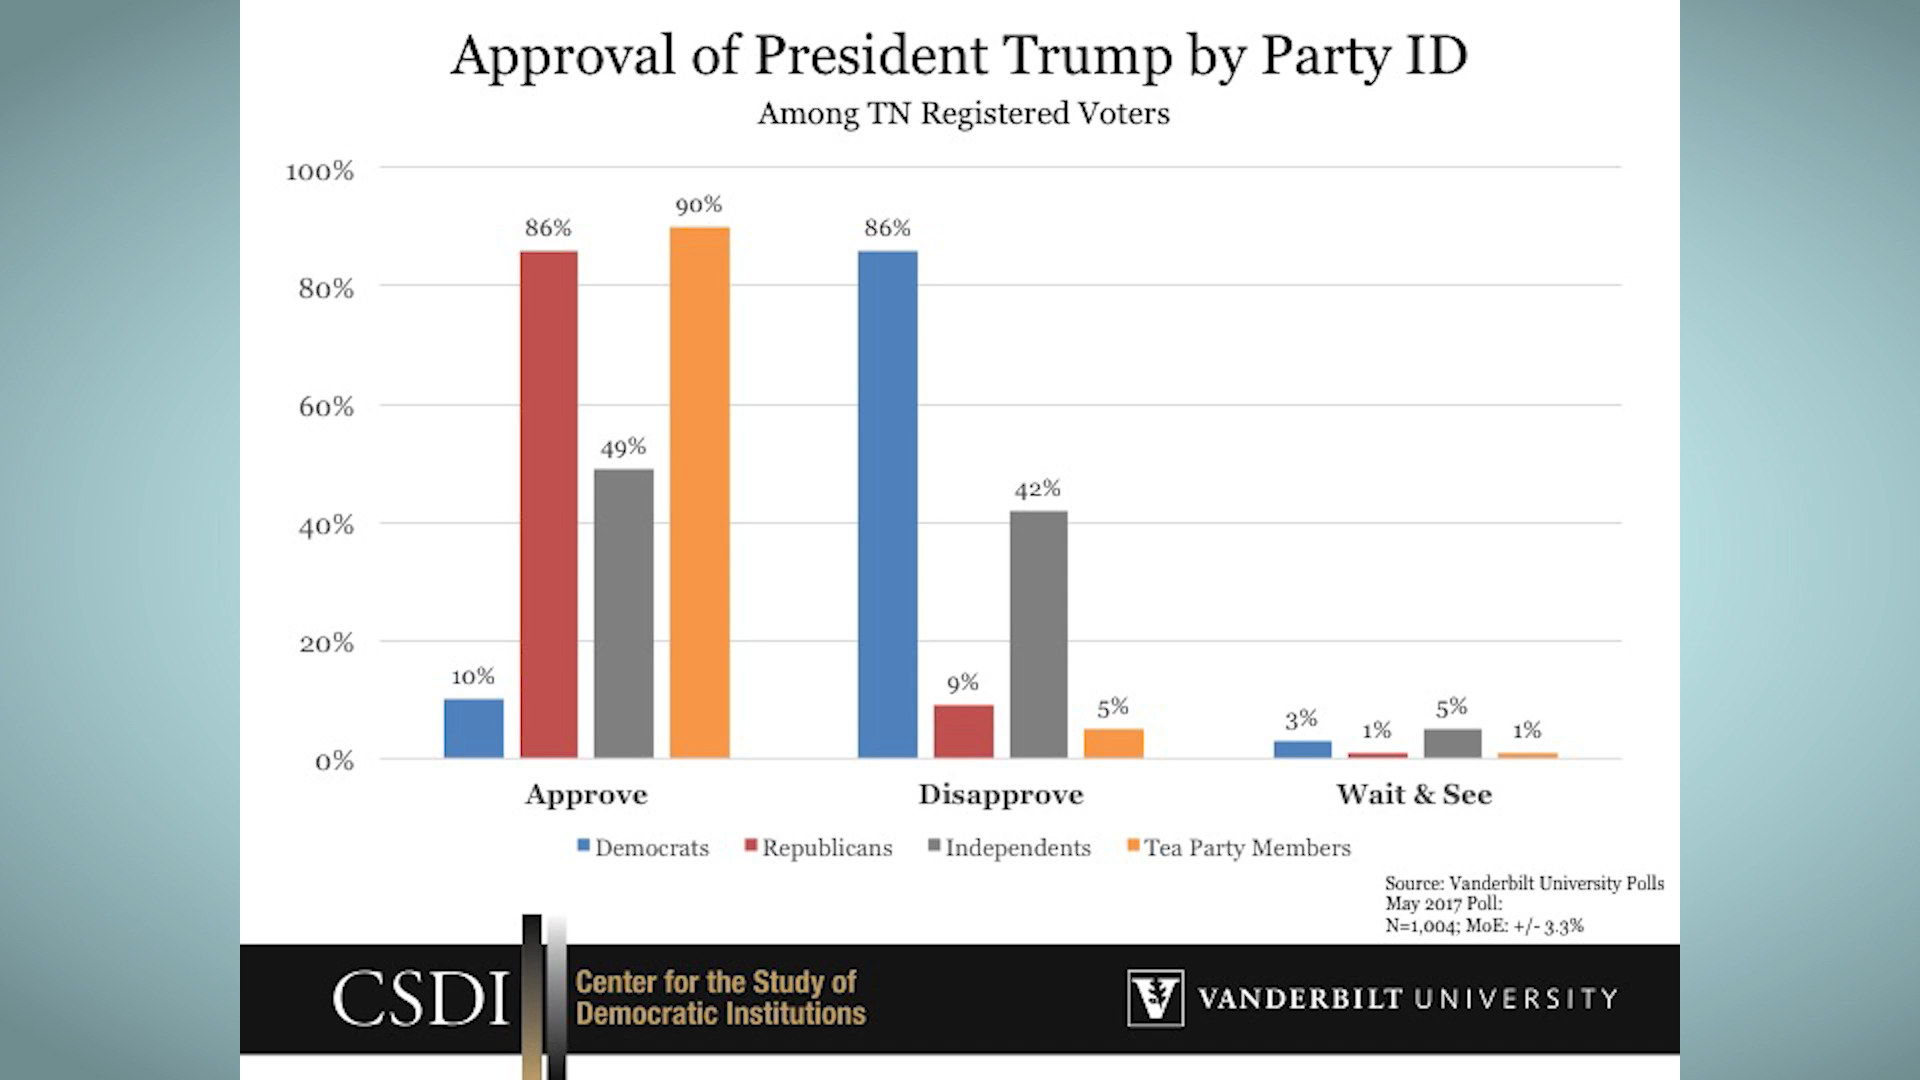 Approval of President Trump by Party ID
Among TN Registered Voters
100%
80%
60%
40%
20%
0%
10%
86%
49%
90%
86%
9%
42%
5%
3%
1%
5%
1%
Approve
Disapprove
Wait & See
Democrats
Republicans
Independents
Tea Party Members
Source: Vanderbilt University Polls
May 2017 Poll:
N=1,004; MoE: +/- 3.3%
CSDI
Center for the Study of
Democratic Institutions
V
VANDERBILT UNIVERSITY